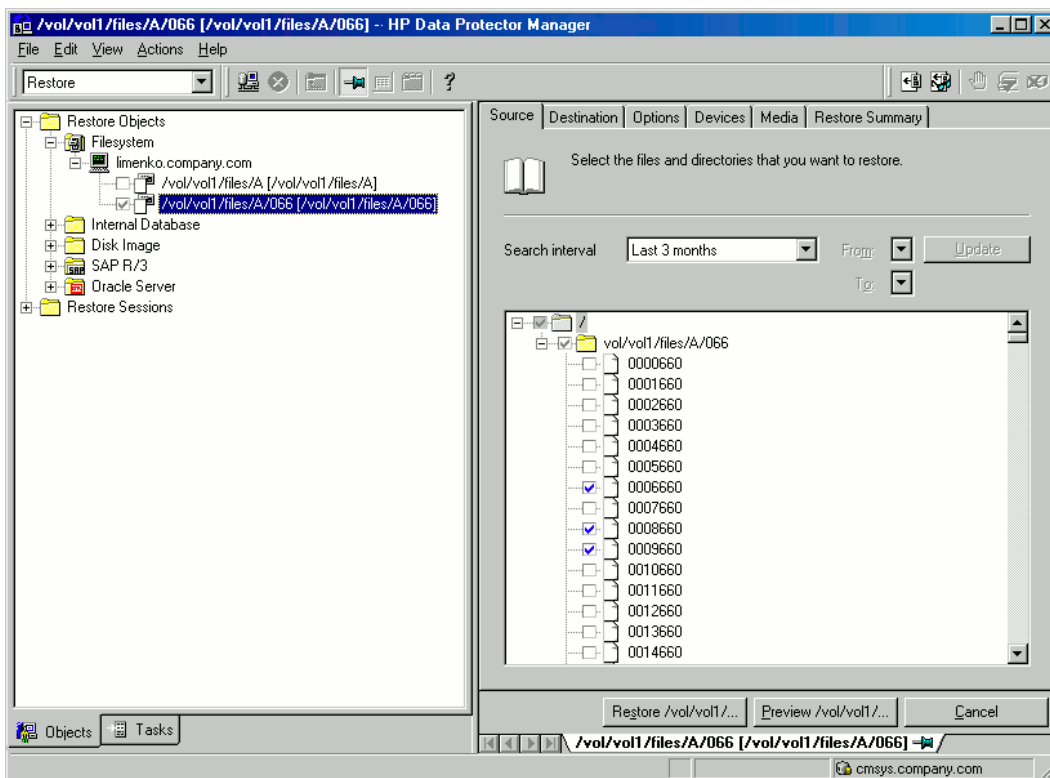 /vol/vol1/files/A/066 [/vol/vol1/files/A/066] -- HP Data Protector Manager
File Edit View Actions Help
Restore
?
Restore Objects
Filesystem
limenko.company.com
/vol/vol1/files/A [/vol/vol1/files/A]
/vol/vol1/files/A/066 [/vol/vol1/files/A/066]
Internal Database
Disk Image
SAP R/3
Oracle Server
Restore Sessions
Objects Tasks
Source Destination Options Devices Media Restore Summary
Select the files and directories that you want to restore.
Search interval Last 3 months From: Update
To:
/
vol/vol1/files/A/066
0000660
0001660
0002660
0003660
0004660
0005660
0006660
0007660
0008660
0009660
0010660
0011660
0012660
0013660
0014660
Restore /vol/vol1/... Preview /vol/vol1/... Cancel
/vol/vol1/files/A/066 [/vol/vol1/files/A/066]
cmsys.company.com